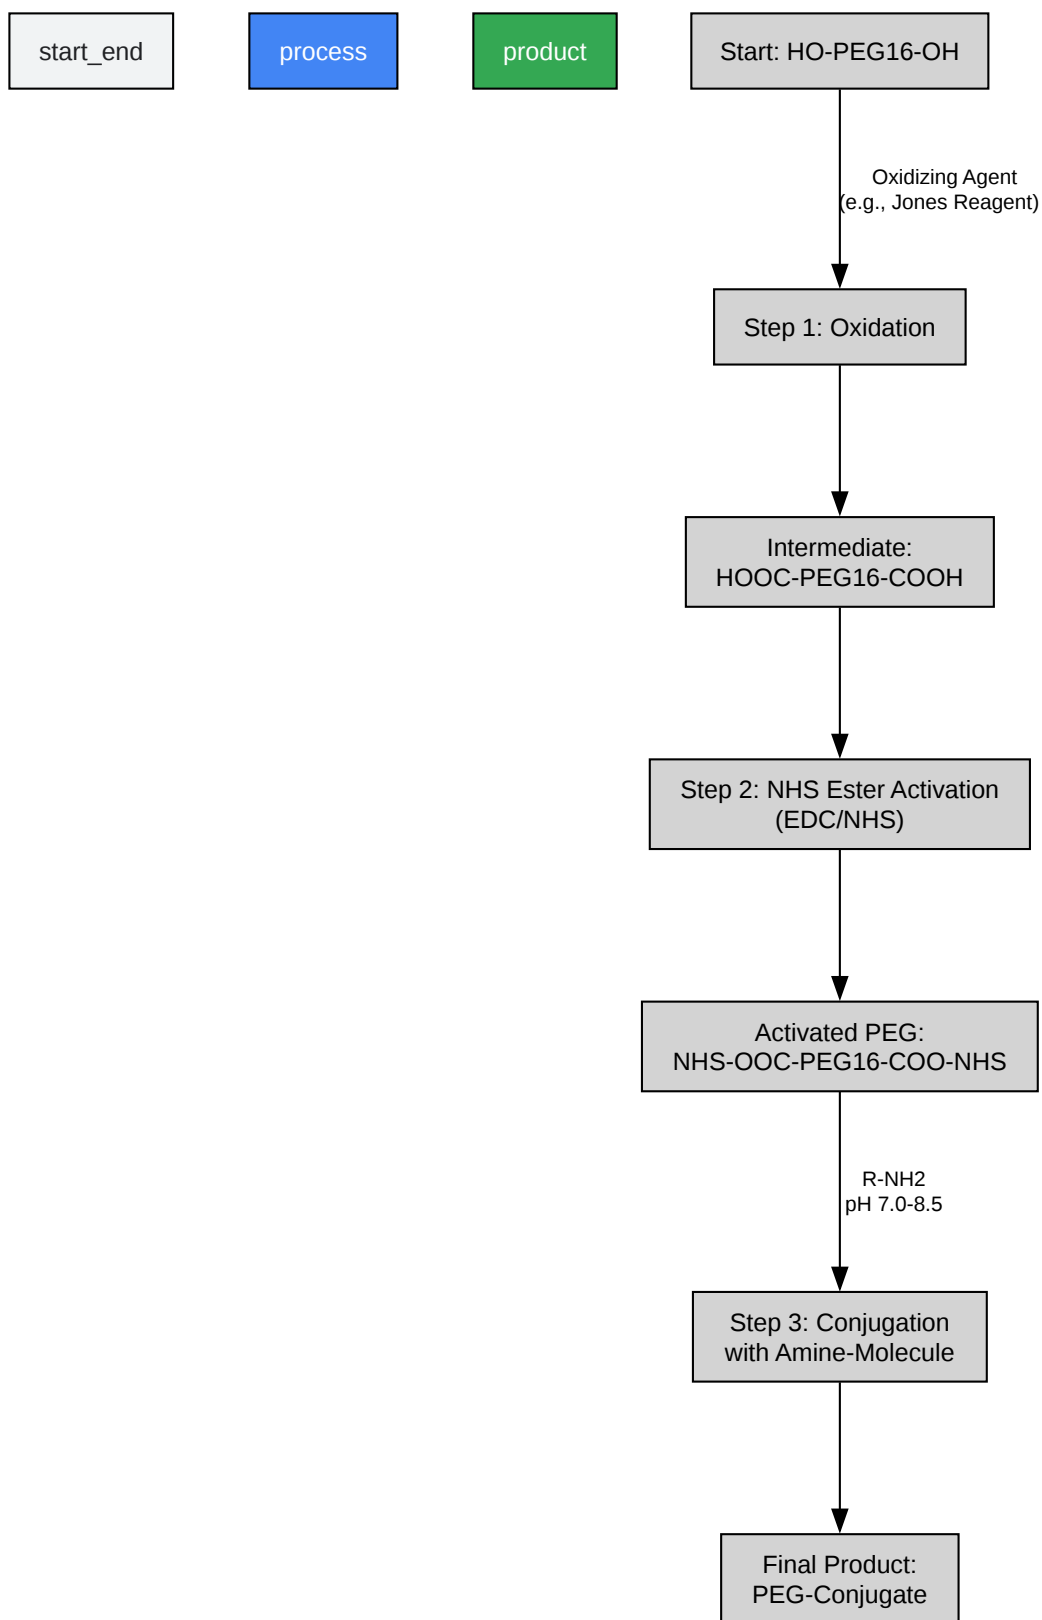 start_end
process
product
Start: HO-PEG16-OH
Oxidizing Agent
(e.g., Jones Reagent)
Step 1: Oxidation
Intermediate:
HOOC-PEG16-COOH
Step 2: NHS Ester Activation
(EDC/NHS)
Activated PEG:
NHS-OOC-PEG16-COO-NHS
R-NH2
pH 7.0-8.5
Step 3: Conjugation
with Amine-Molecule
Final Product:
PEG-Conjugate